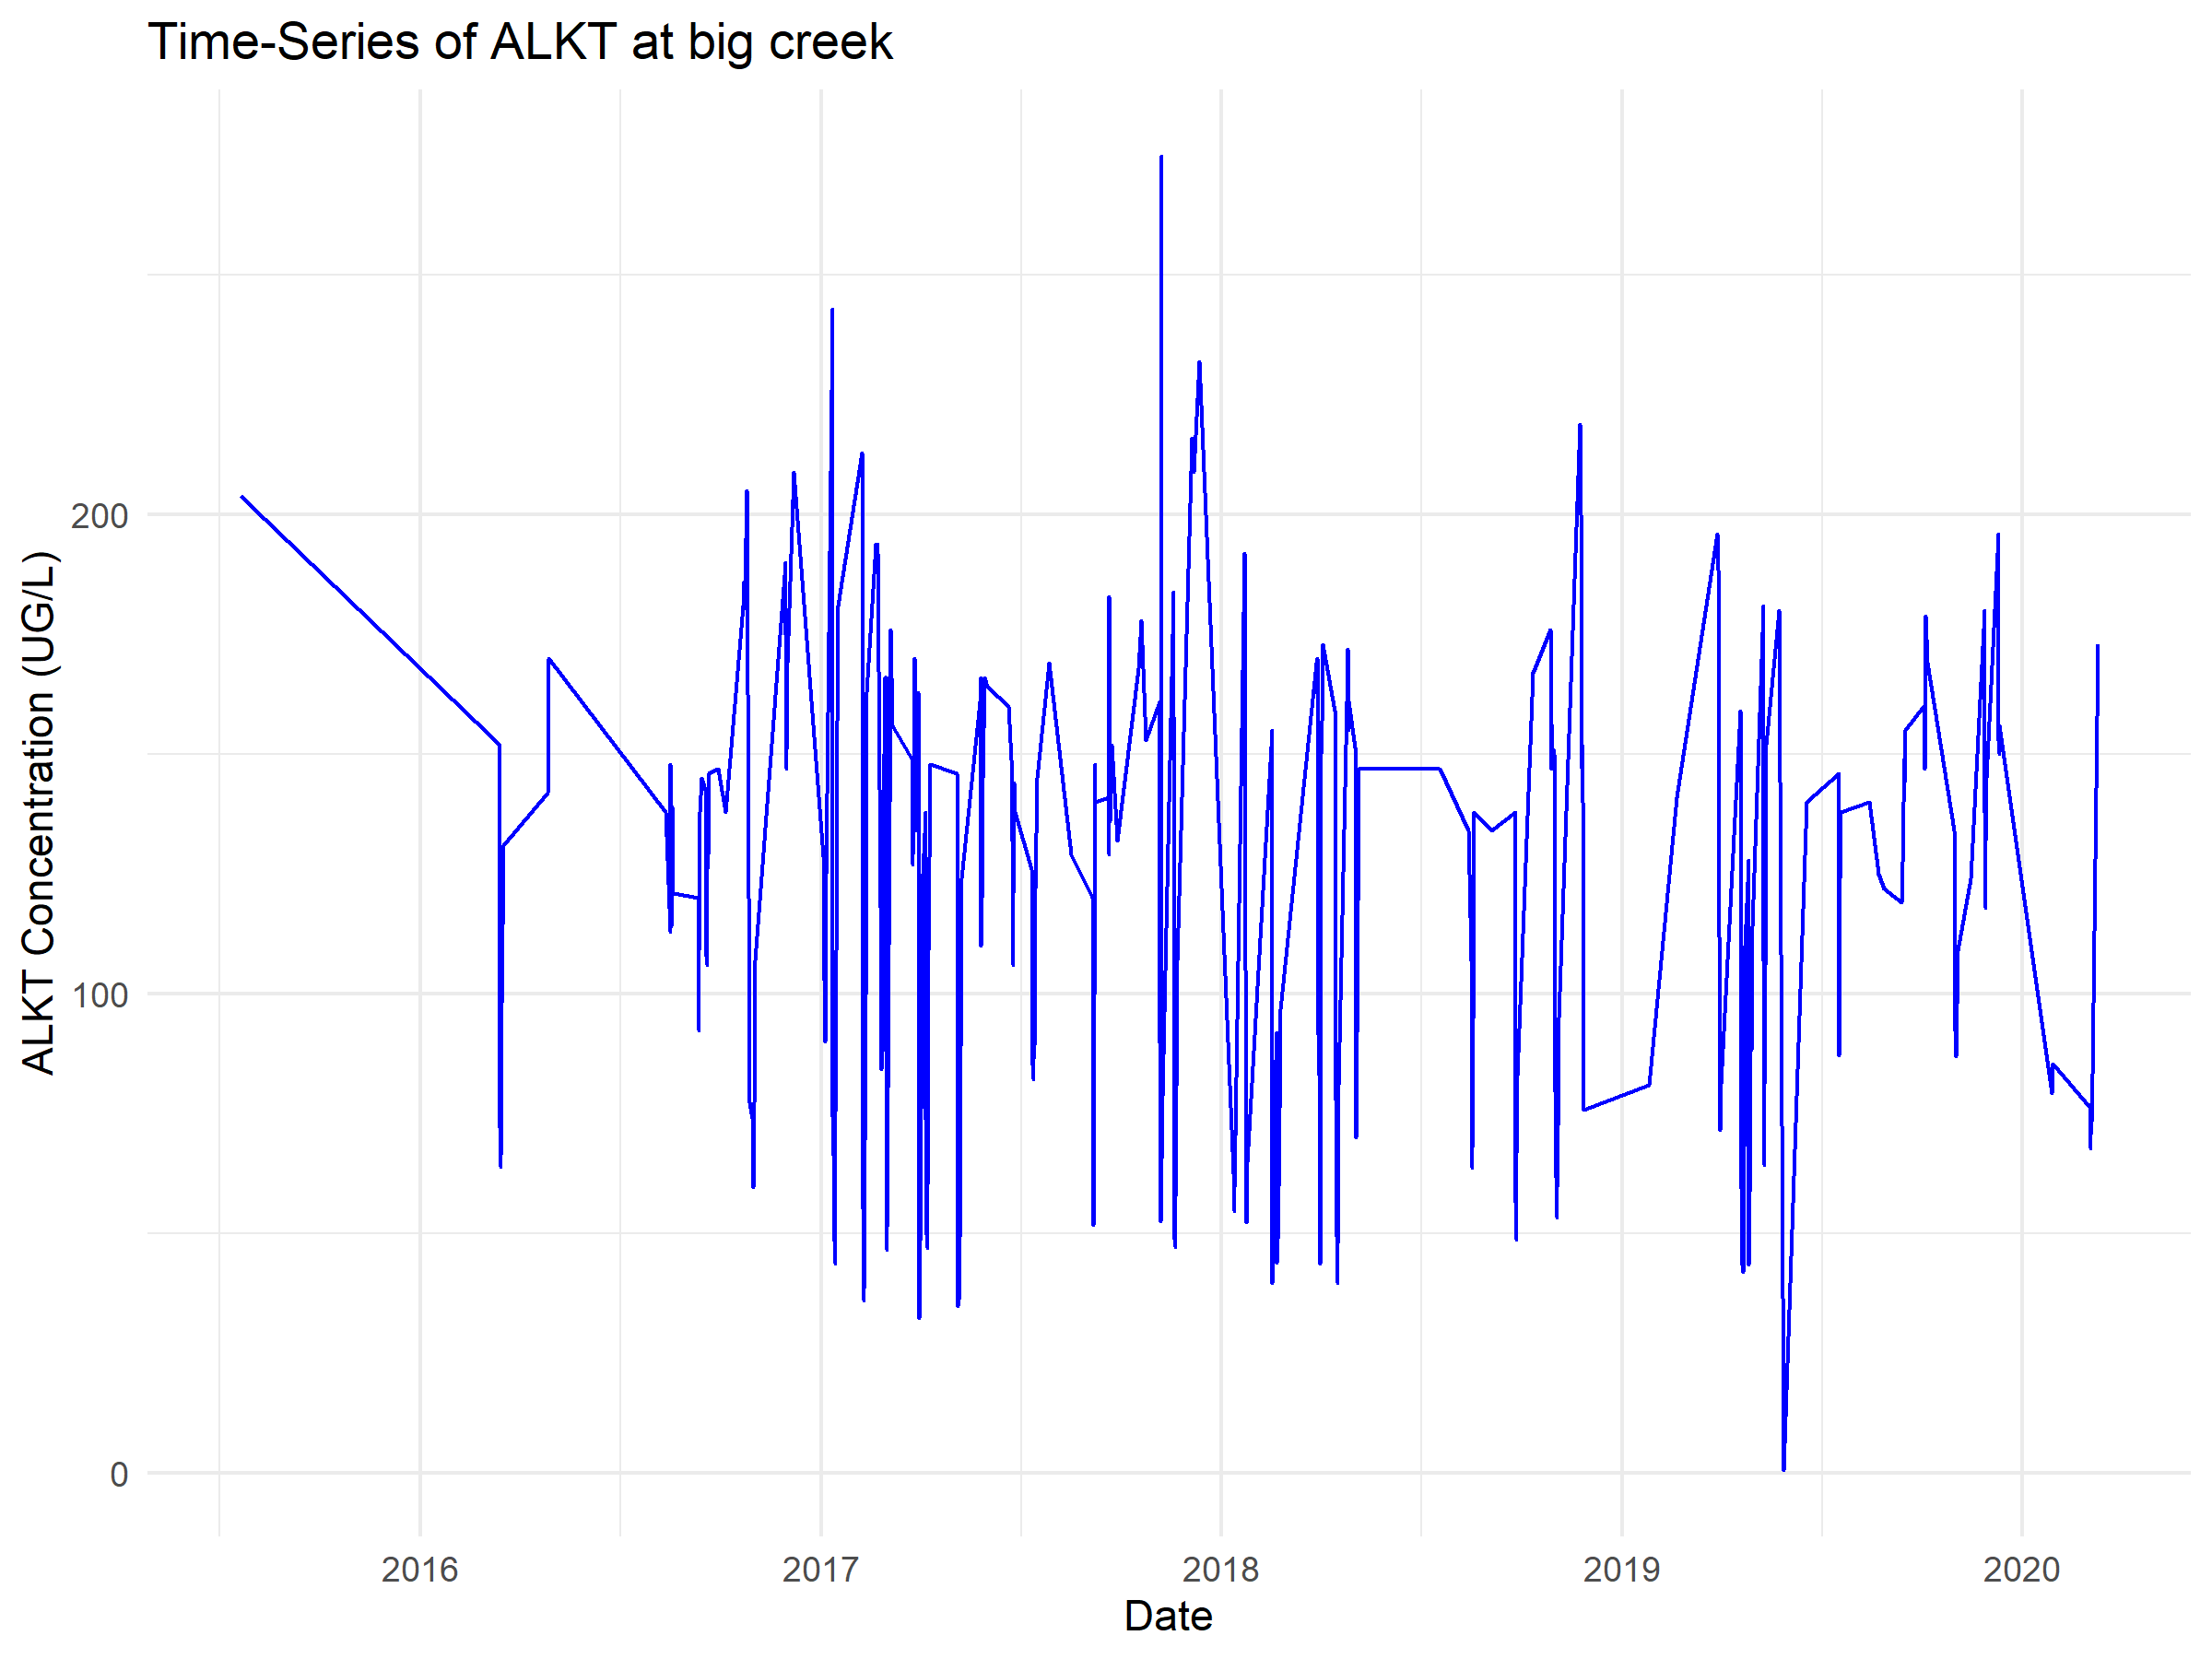 Time-Series of ALKT at big creek
ALKT Concentration (UG/L)
200
100
0
2016 2017 2018 2019 2020
Date